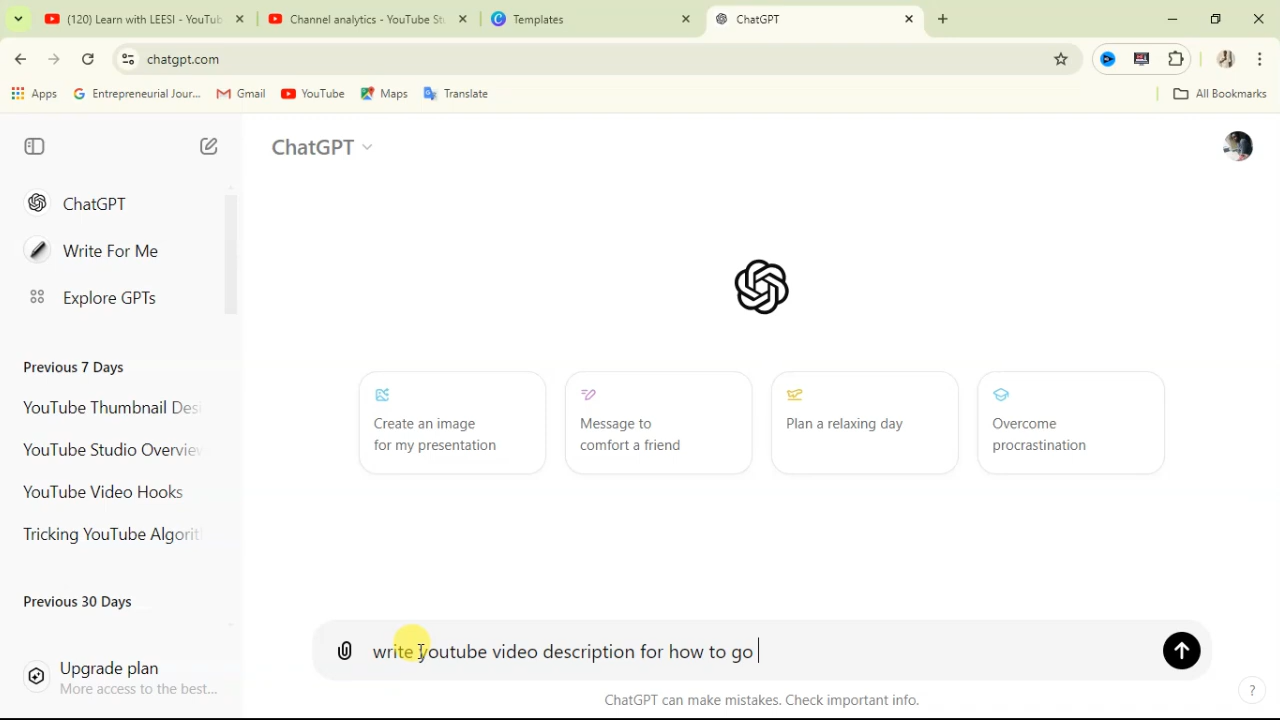 (120) Learn with LEESI - YouTub
Channel analytics - YouTube St
Templates
ChatGPT
chatgpt.com
Apps
Entrepreneurial Jour...
Gmail
YouTube
Maps
Translate
All Bookmarks
ChatGPT
ChatGPT
Write For Me
Explore GPTs
Previous 7 Days
YouTube Thumbnail Des
YouTube Studio Overview
YouTube Video Hooks
Tricking YouTube Algorit
Previous 30 Days
Upgrade plan
More access to the best...
Create an image
for my presentation
Message to
comfort a friend
Plan a relaxing day
Overcome
procrastination
write youtube video description for how to go
ChatGPT can make mistakes. Check important info.
?